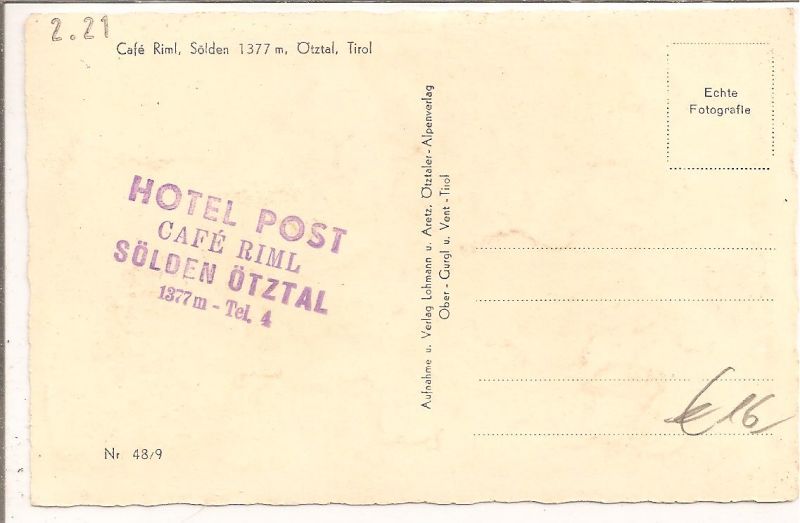 2.21
Café Riml, Sölden 1377 m, Ötztal, Tirol
Echte
Fotografie
HOTEL POST
CAFÉ RIML
SÖLDEN ÖTZTAL
1377 m - Tel. 4
Aufnahme u. Verlag Lohmann u. Aretz, Ötztaler-Alpenverlag
Ober-Gurgl u. Vent-Tirol
€16
Nr. 48/9